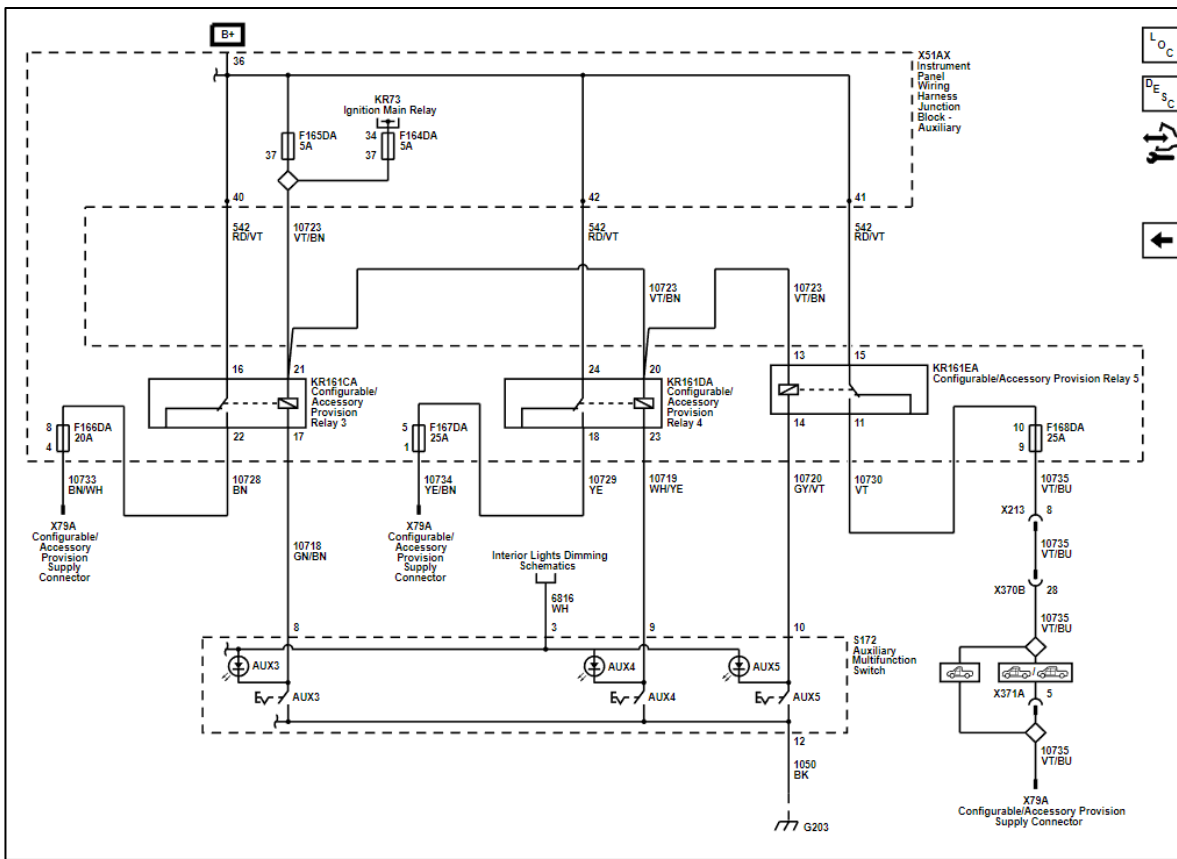 B+
36
X51AX
Instrument
Panel
Wiring
Harness
Junction
Block -
Auxiliary
LOC
DESC
KR73
Ignition Main Relay
F165DA
5A
37
34
F164DA
5A
37
40
42
41
542
RD/VT
10723
VT/BN
542
RD/VT
542
RD/VT
10723
VT/BN
10723
VT/BN
16
21
KR161CA
Configurable/
Accessory
Provision
Relay 3
22
17
24
20
KR161DA
Configurable/
Accessory
Provision
Relay 4
18
23
13
15
KR161EA
Configurable/Accessory Provision Relay 5
14
11
8
F166DA
20A
4
5
F167DA
25A
1
10
F168DA
25A
9
10733
BN/WH
10728
BN
10734
YE/BN
10729
YE
10719
WH/YE
10720
GY/VT
10730
VT
10735
VT/BU
X79A
Configurable/
Accessory
Provision
Supply
Connector
10718
GN/BN
X79A
Configurable/
Accessory
Provision
Supply
Connector
Interior Lights Dimming
Schematics
6816
WH
X213
8
10735
VT/BU
X370B
28
10735
VT/BU
8
3
9
10
S172
Auxiliary
Multifunction
Switch
AUX3
AUX4
AUX5
AUX3
AUX4
AUX5
/
X371A
5
12
1050
BK
10735
VT/BU
G203
X79A
Configurable/Accessory Provision
Supply Connector